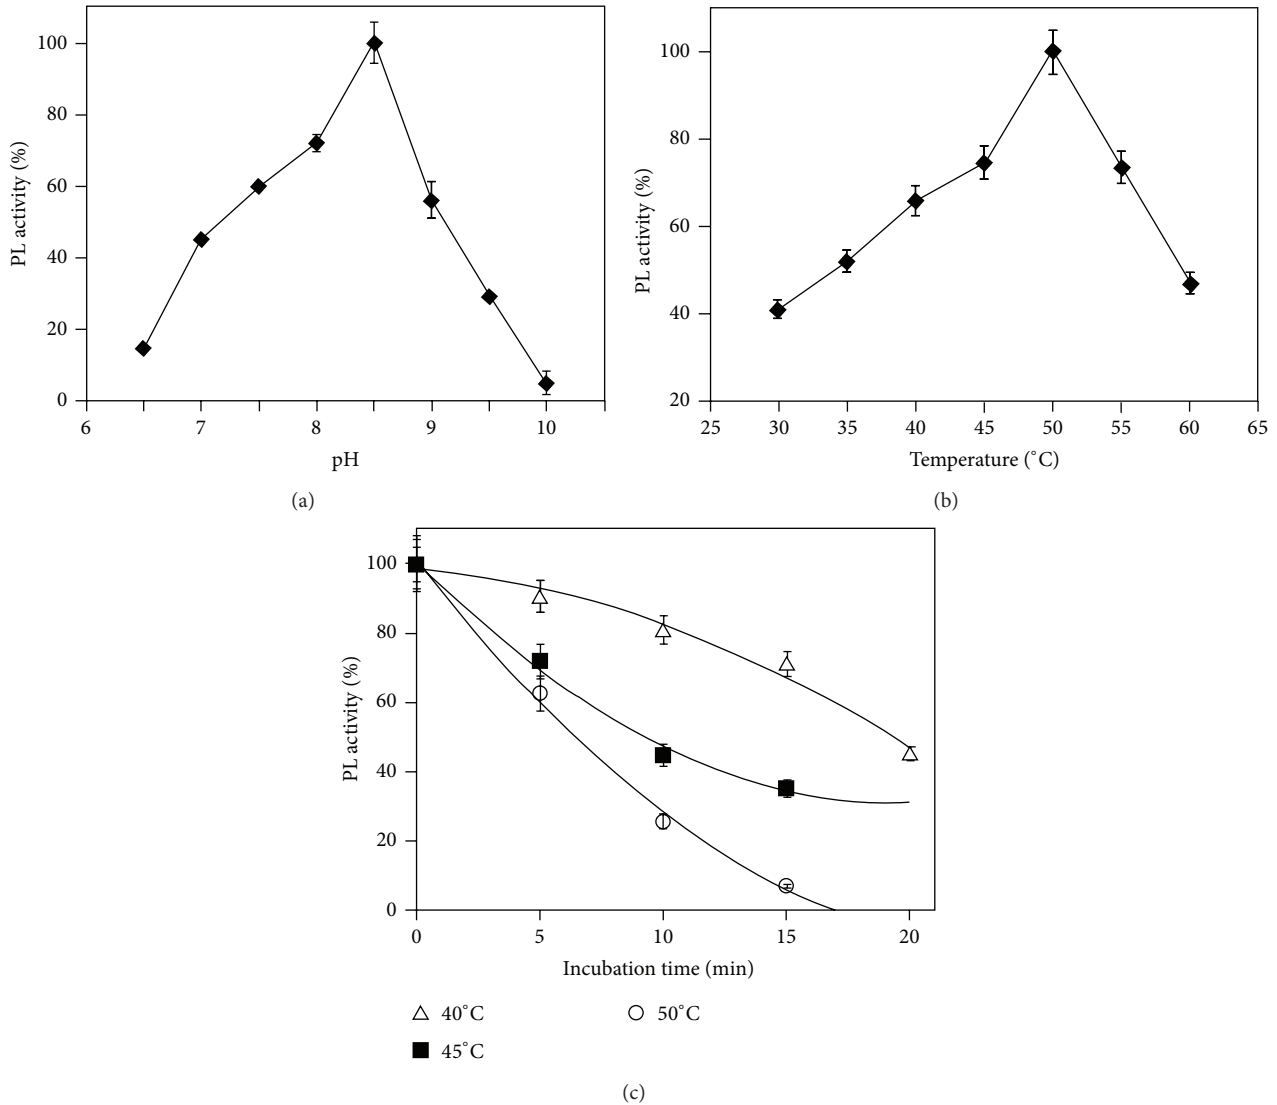 100
80
60
40
20
0
PL activity (%)
6 7 8 9 10
pH
(a)
100
80
60
40
20
PL activity (%)
25 30 35 40 45 50 55 60 65
Temperature (˚C)
(b)
100
80
60
40
20
0
PL activity (%)
0 5 10 15 20
Incubation time (min)
40˚C 50˚C
45˚C
(c)